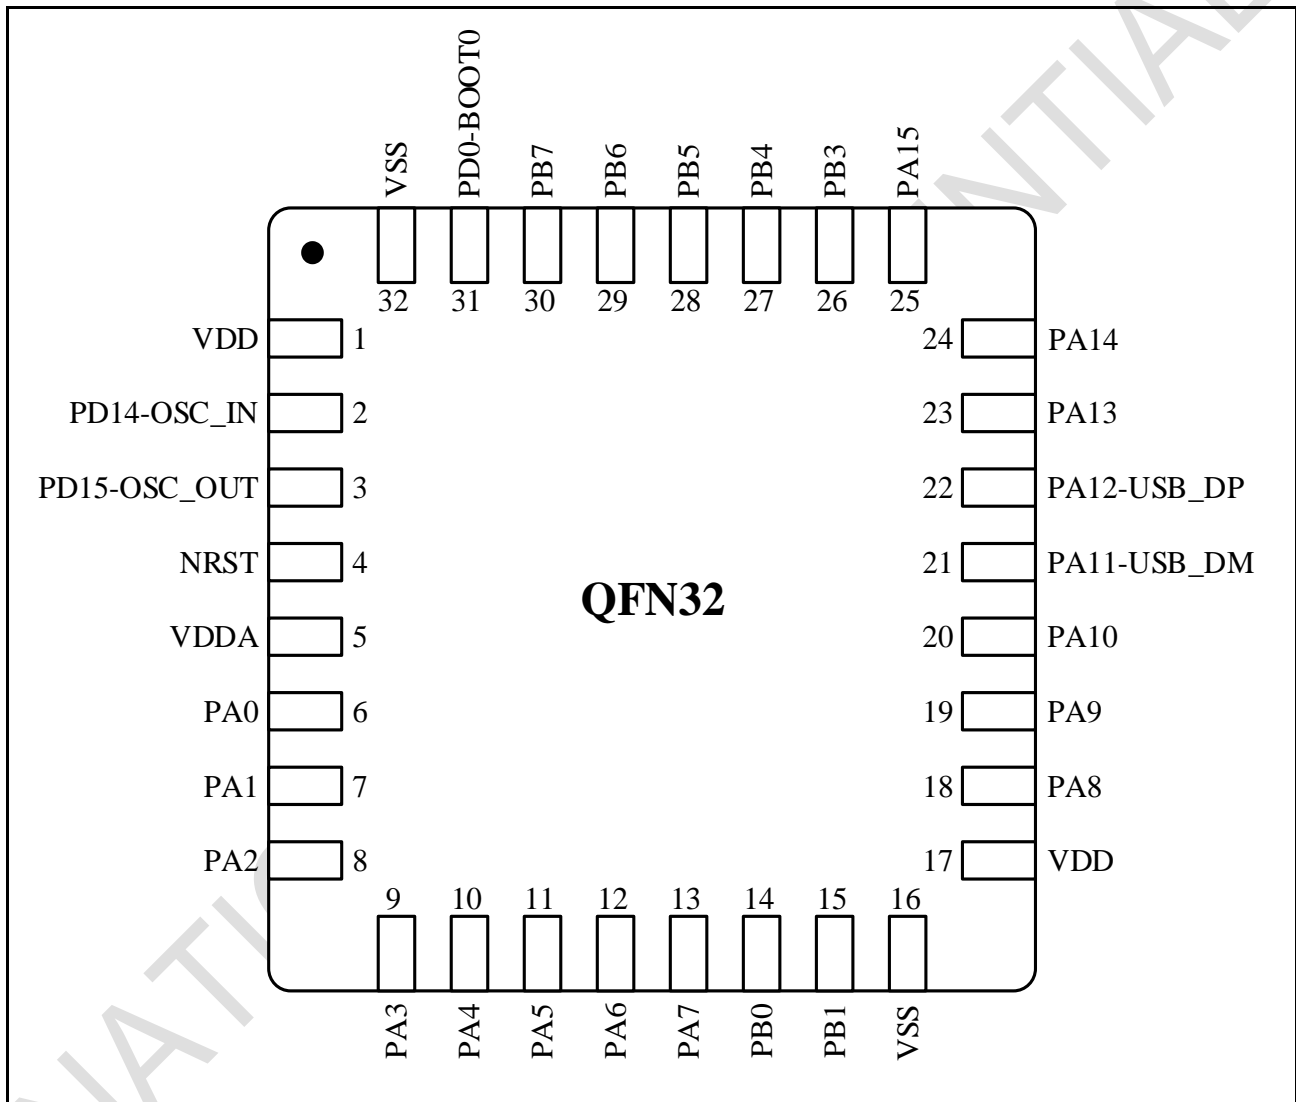 VSS
PD0-BOOT0
PB7
PB6
PB5
PB4
PB3
PA15
32 31 30 29 28 27 26 25
VDD 1 24 PA14
PD14-OSC_IN 2 23 PA13
PD15-OSC_OUT 3 22 PA12-USB_DP
NRST 4 21 PA11-USB_DM
QFN32
VDDA 5 20 PA10
PA0 6 19 PA9
PA1 7 18 PA8
PA2 8 17 VDD
9 10 11 12 13 14 15 16
PA3
PA4
PA5
PA6
PA7
PB0
PB1
VSS